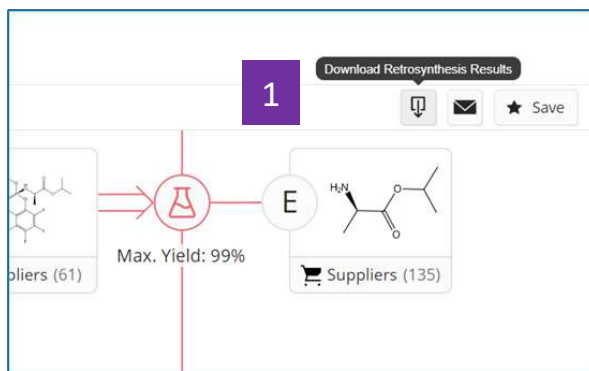 Download Retrosynthesis Results
1
Save
E
H₂N
O
O
Max. Yield: 99%
pliers (61)
Suppliers (135)